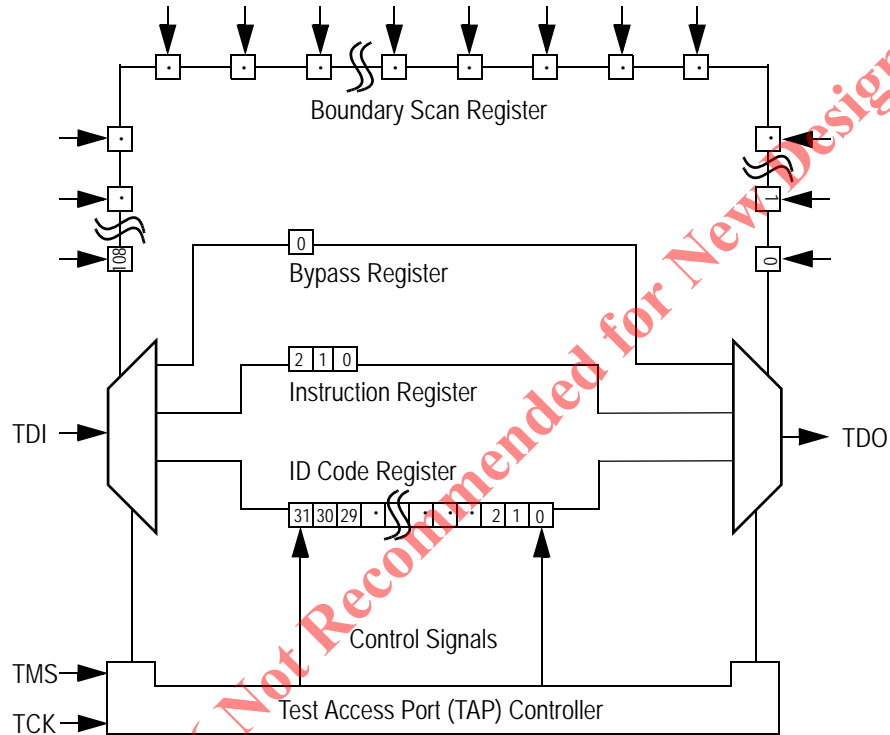 Boundary Scan Register
1
108
0
0
Bypass Register
2 1 0
Instruction Register
TDI
TDO
ID Code Register
31 30 29 · · · · 2 1 0
Control Signals
TMS
Test Access Port (TAP) Controller
TCK
Not Recommended for New Design